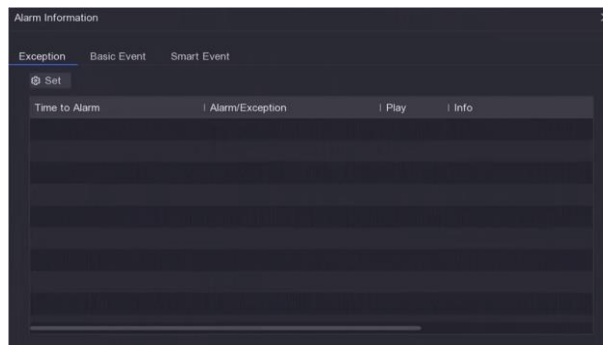 Alarm Information
Exception Basic Event Smart Event
Set
Time to Alarm Alarm/Exception Play Info